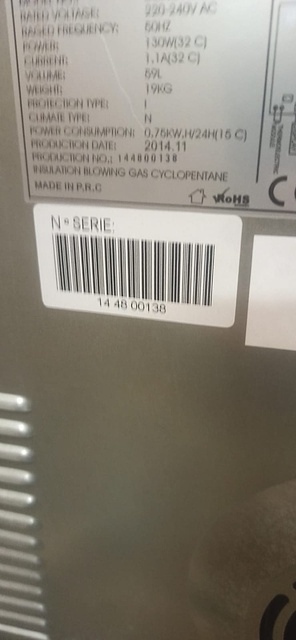 RATED VOLTAGE: 220-240V AC
RAGED FREQUENCY: 50HZ
POWER: 130W(32 C)
CURRENT: 1.1A(32 C)
VOLUME: 59L
WEIGHT: 19KG
PROTECTION TYPE: I
CLIMATE TYPE: N
POWER CONSUMPTION: 0,75KW.H/24H(15 C)
PRODUCTION DATE: 2014.11
PRODUCTION NO.: 144800138
INSULATION BLOWING GAS CYCLOPENTANE
MADE IN P.R.C
RoHS
N° SERIE:
14 48 00138